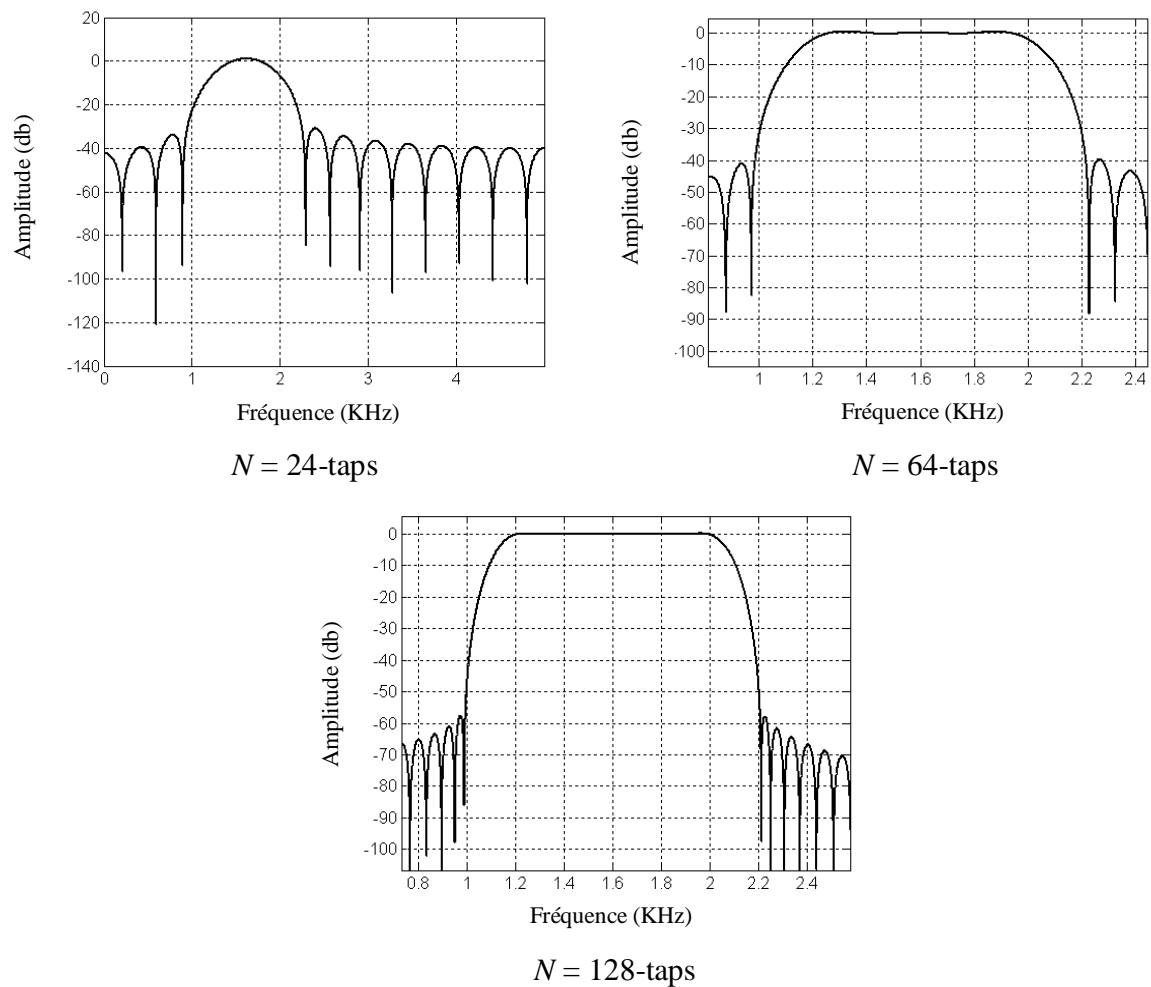 20
0
-20
-40
-60
-80
-100
-120
-140
0 1 2 3 4
Amplitude (db)
Fréquence (KHz)
N = 24-taps
0
-10
-20
-30
-40
-50
-60
-70
-80
-90
-100
1 1.2 1.4 1.6 1.8 2 2.2 2.4
Amplitude (db)
Fréquence (KHz)
N = 64-taps
0
-10
-20
-30
-40
-50
-60
-70
-80
-90
-100
0.8 1 1.2 1.4 1.6 1.8 2 2.2 2.4
Amplitude (db)
Fréquence (KHz)
N = 128-taps